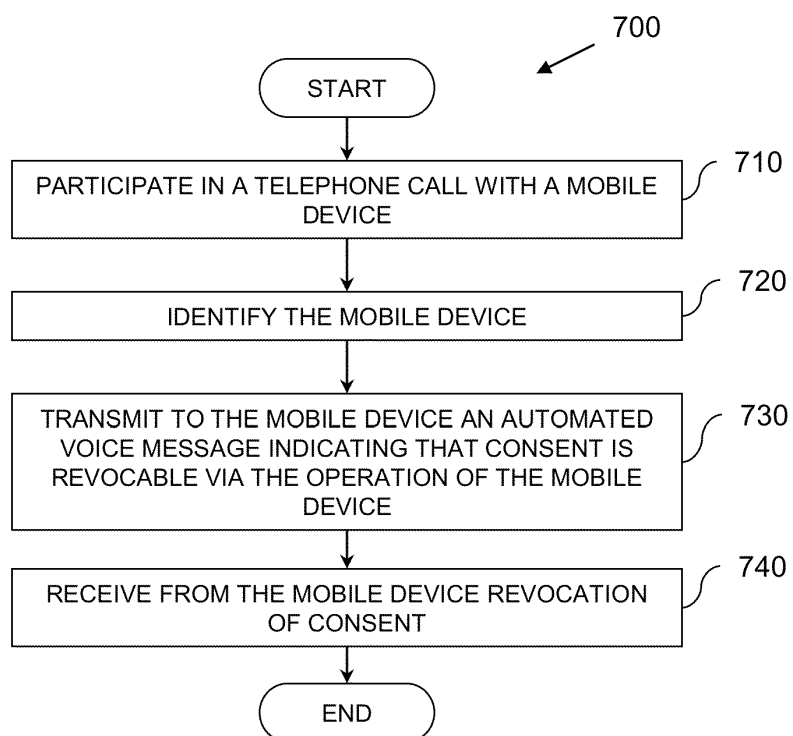 700
START
PARTICIPATE IN A TELEPHONE CALL WITH A MOBILE
DEVICE
710
IDENTIFY THE MOBILE DEVICE
720
TRANSMIT TO THE MOBILE DEVICE AN AUTOMATED
VOICE MESSAGE INDICATING THAT CONSENT IS
REVOCABLE VIA THE OPERATION OF THE MOBILE
DEVICE
730
RECEIVE FROM THE MOBILE DEVICE REVOCATION
OF CONSENT
740
END